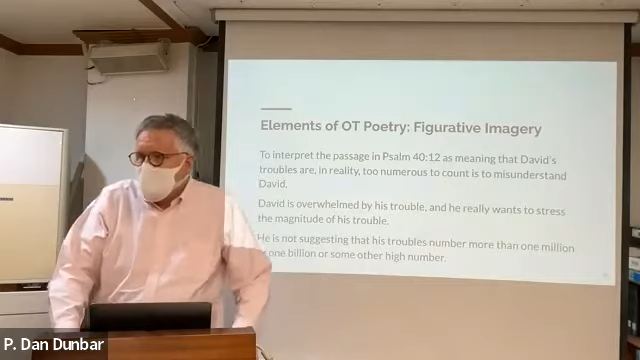 Elements of OT Poetry: Figurative Imagery
To interpret the passage in Psalm 40:12 as meaning that David's
troubles are, in reality, too numerous to count is to misunderstand
David.
David is overwhelmed by his trouble, and he really wants to stress
the magnitude of his trouble.
He is not suggesting that his troubles number more than one million
one billion or some other high number.
P. Dan Dunbar